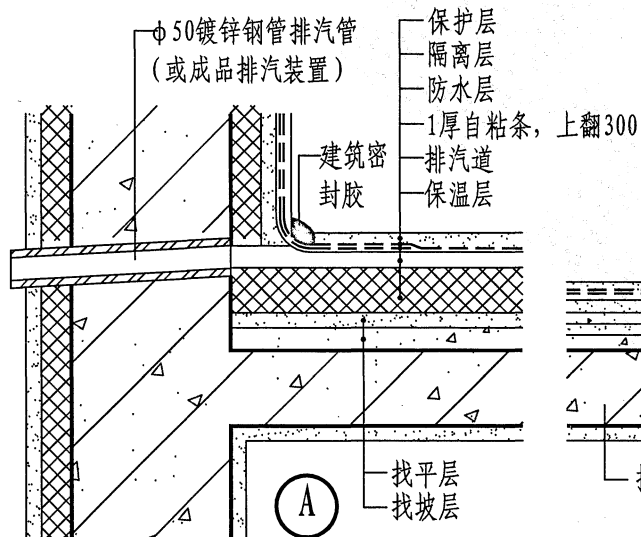 ϕ50镀锌钢管排汽管
(或成品排汽装置)
保护层
隔离层
防水层
1厚自粘条，上翻300
排汽道
保温层
建筑密
封胶
找平层
找坡层
A